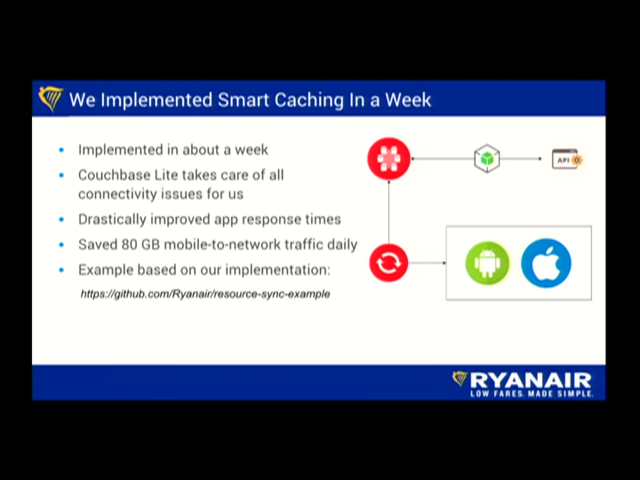 We Implemented Smart Caching In a Week
Implemented in about a week
Couchbase Lite takes care of all
connectivity issues for us
Drastically improved app response times
Saved 80 GB mobile-to-network traffic daily
Example based on our implementation:
https://github.com/Ryanair/resource-sync-example
API
RYANAIR
LOW FARES. MADE SIMPLE.